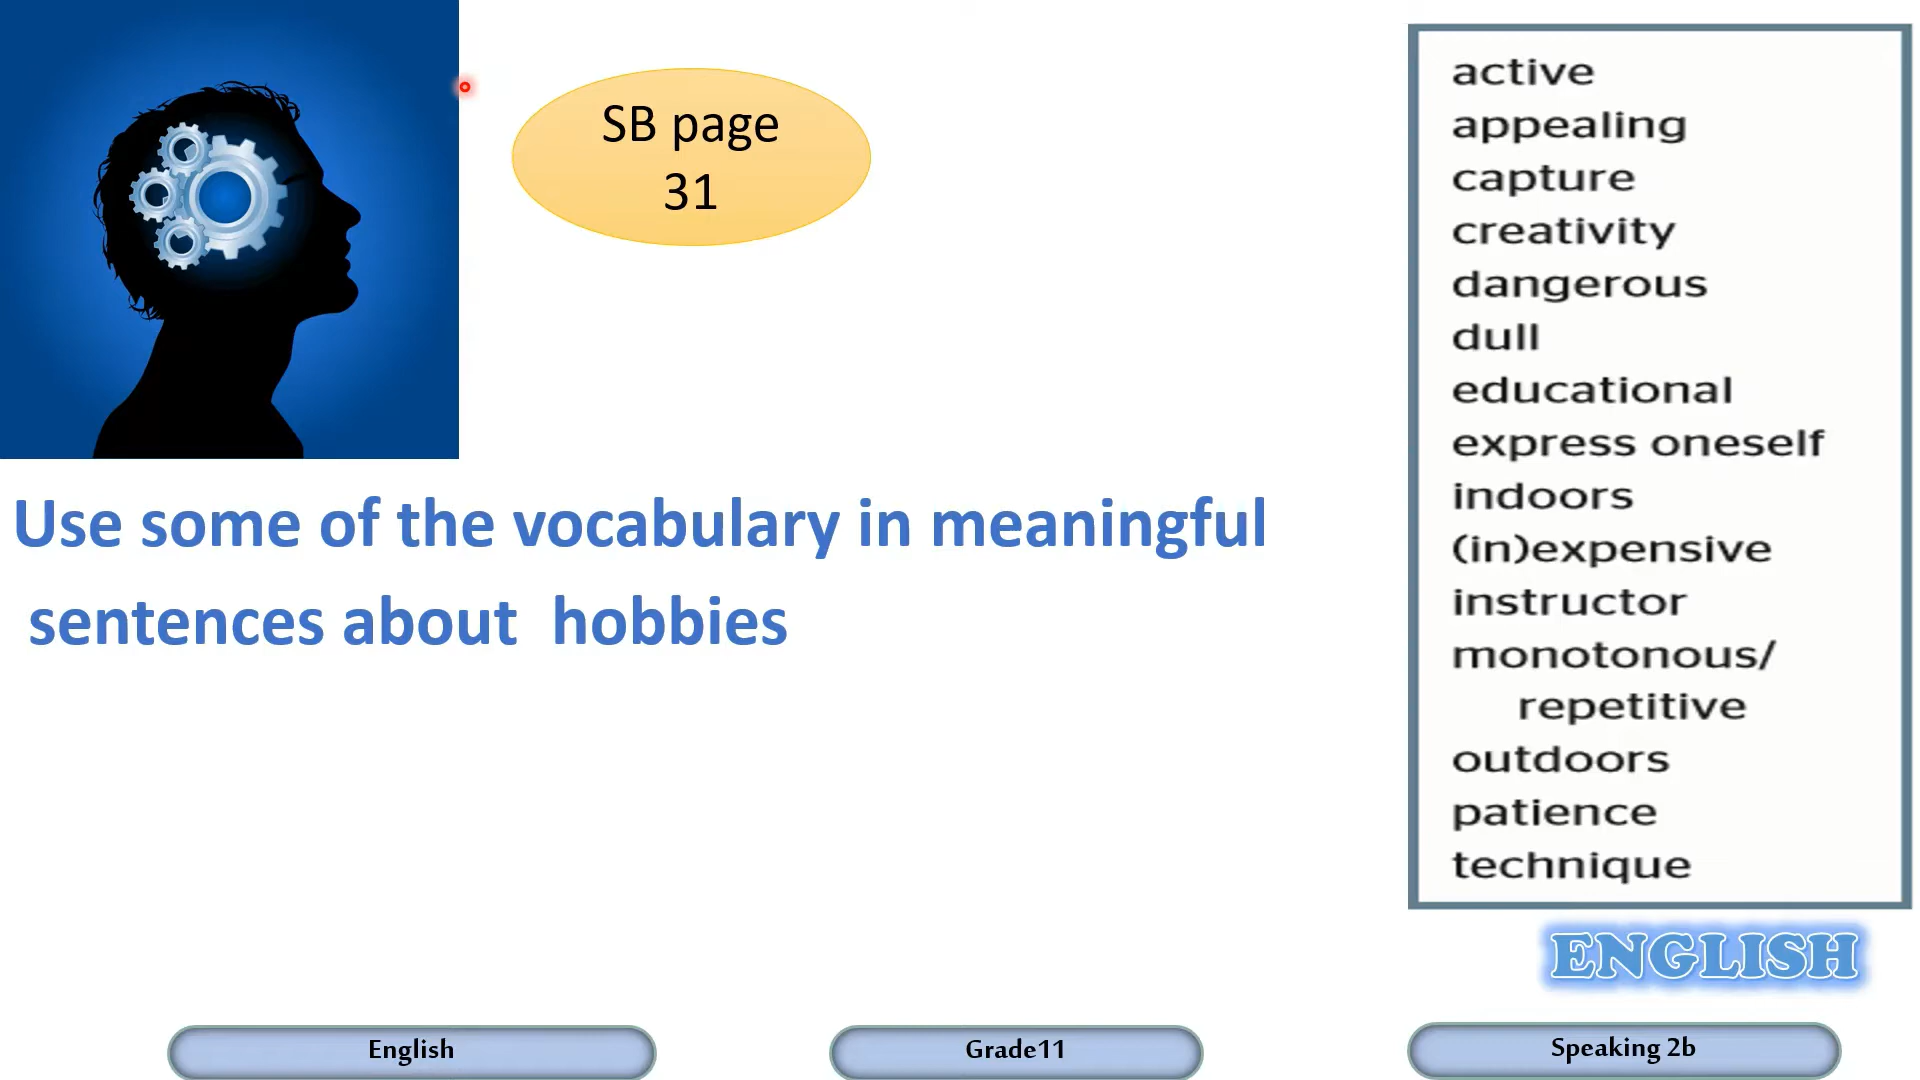 SB page
31
Use some of the vocabulary in meaningful
sentences about hobbies
active
appealing
capture
creativity
dangerous
dull
educational
express oneself
indoors
(in)expensive
instructor
monotonous/
repetitive
outdoors
patience
technique
ENGLISH
English
Grade11
Speaking 2b